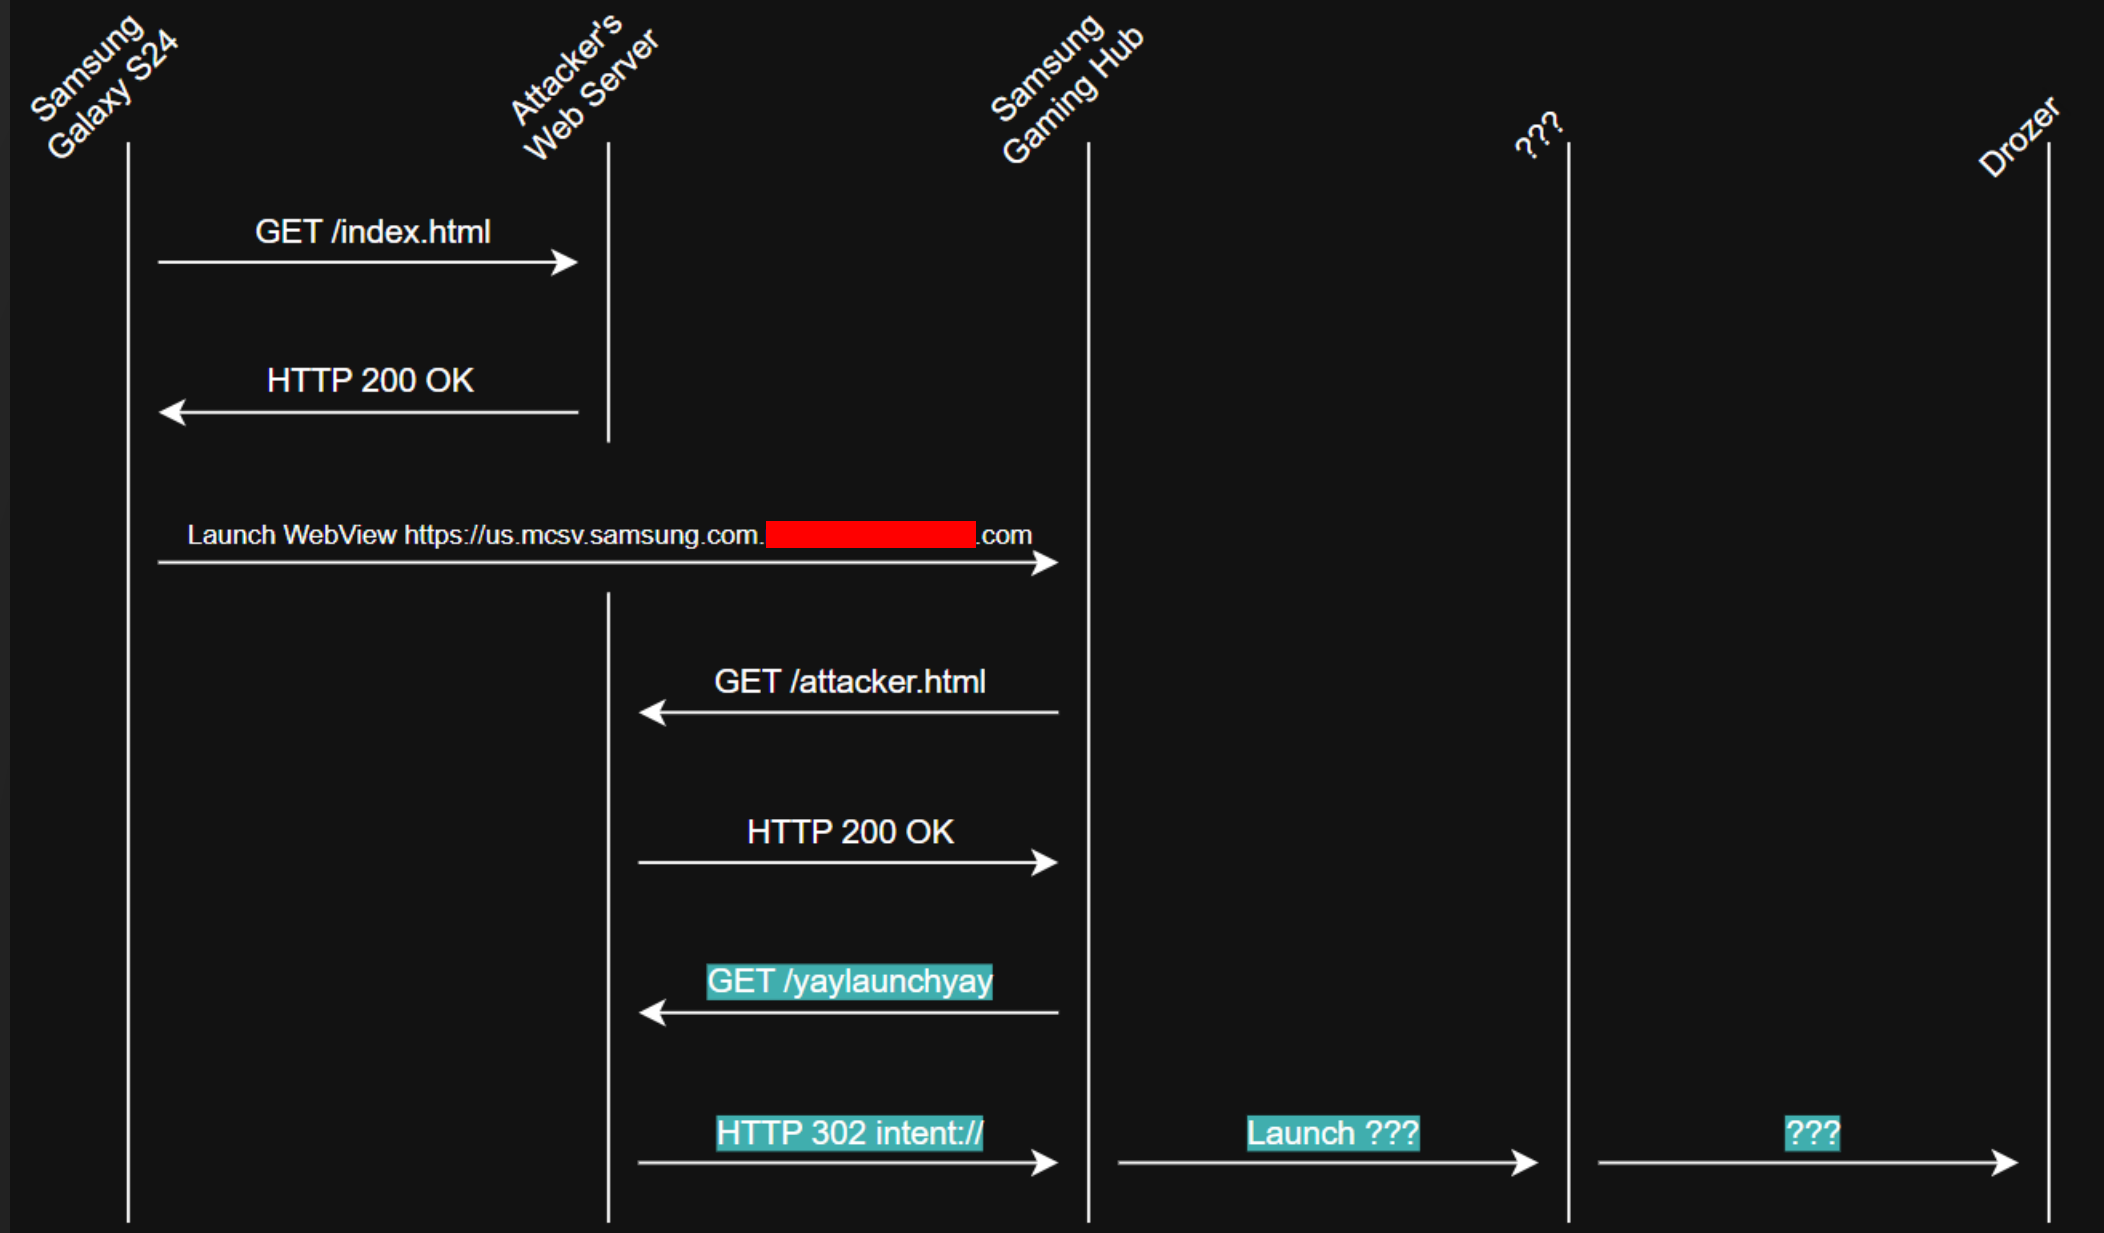 Samsung
Galaxy S24
Attacker's
Web Server
Samsung
Gaming Hub
???
Drozer
GET /index.html
HTTP 200 OK
Launch WebView https://us.mcsv.samsung.com. .com
GET /attacker.html
HTTP 200 OK
GET /yaylaunchyay
HTTP 302 intent://
Launch ???
???